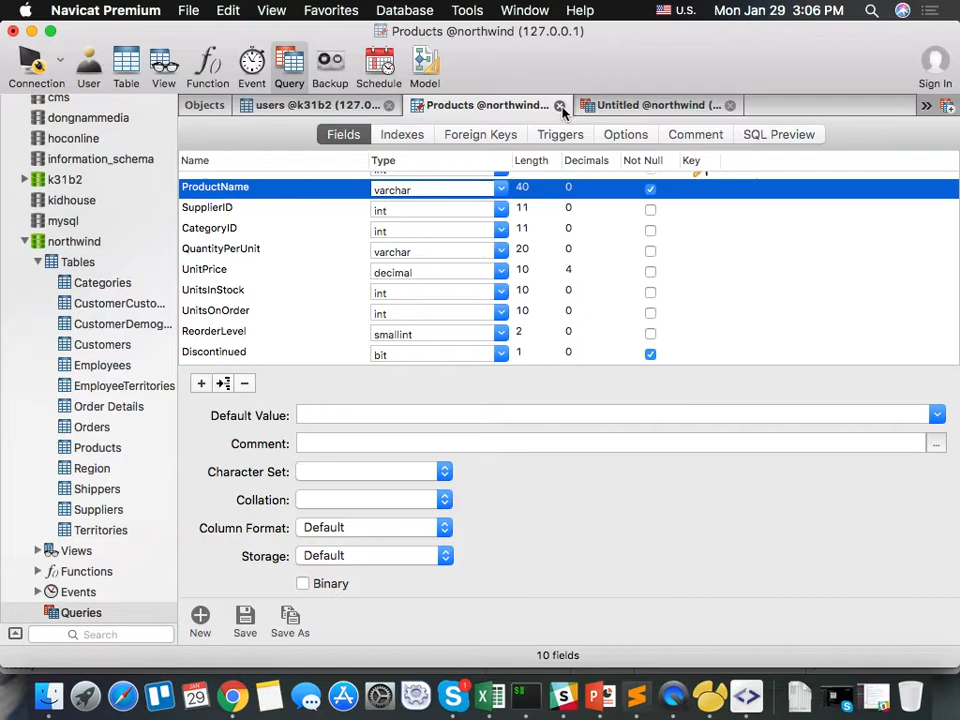 Navicat Premium File Edit View Favorites Database Tools Window Help U.S. Mon Jan 29 3:06 PM
Products @northwind (127.0.0.1)
Connection User Table View Function Event Query Backup Schedule Model Sign In
Objects users @k31b2 (127.0... Products @northwind... Untitled @northwind (...
Fields Indexes Foreign Keys Triggers Options Comment SQL Preview
Name Type Length Decimals Not Null Key
ProductName varchar 40 0
SupplierID int 11 0
CategoryID int 11 0
QuantityPerUnit varchar 20 0
UnitPrice decimal 10 4
UnitsInStock int 10 0
UnitsOnOrder int 10 0
ReorderLevel smallint 2 0
Discontinued bit 1 0
cms
dongnammedia
hoconline
information_schema
k31b2
kidhouse
mysql
northwind
Tables
Categories
CustomerCusto...
CustomerDemog...
Customers
Employees
EmployeeTerritories
Order Details
Orders
Products
Region
Shippers
Suppliers
Territories
Views
Functions
Events
Queries
Search
Default Value:
Comment: ...
Character Set:
Collation:
Column Format: Default
Storage: Default
Binary
New Save Save As
10 fields